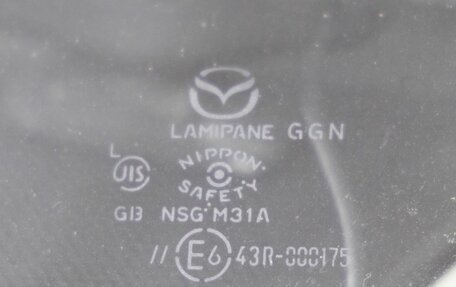 LAMIPANE GGN
L
JIS
NIPPON
SAFETY
GB NSG M31A
// E6 43R-000175